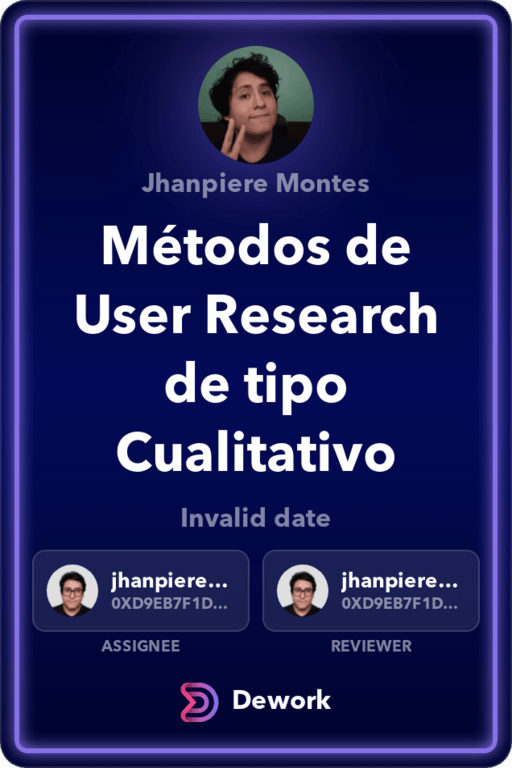 Jhanpiere Montes
Métodos de
User Research
de tipo
Cualitativo
Invalid date
jhanpiere...
0XD9EB7F1D...
jhanpiere...
0XD9EB7F1D...
ASSIGNEE
REVIEWER
Dework